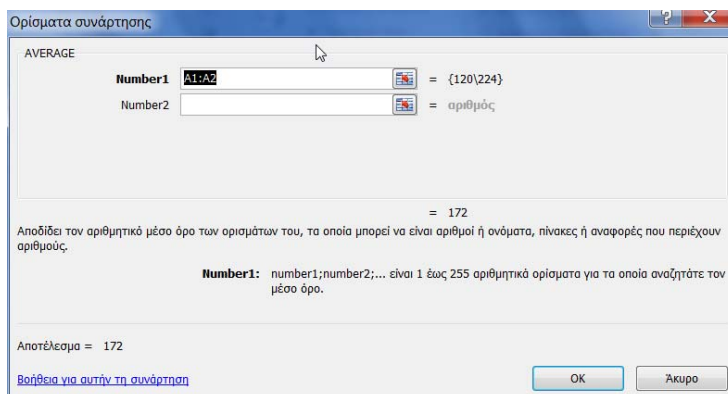 Ορίσματα συνάρτησης
? X
AVERAGE
Number1 A1:A2 = {120\224}
Number2 = αριθμός
= 172
Αποδίδει τον αριθμητικό μέσο όρο των ορισμάτων του, τα οποία μπορεί να είναι αριθμοί ή ονόματα, πίνακες ή αναφορές που περιέχουν
αριθμούς.
Number1: number1;number2;... είναι 1 έως 255 αριθμητικά ορίσματα για τα οποία αναζητάτε τον
μέσο όρο.
Αποτέλεσμα = 172
Βοήθεια για αυτήν τη συνάρτηση
OK Άκυρο